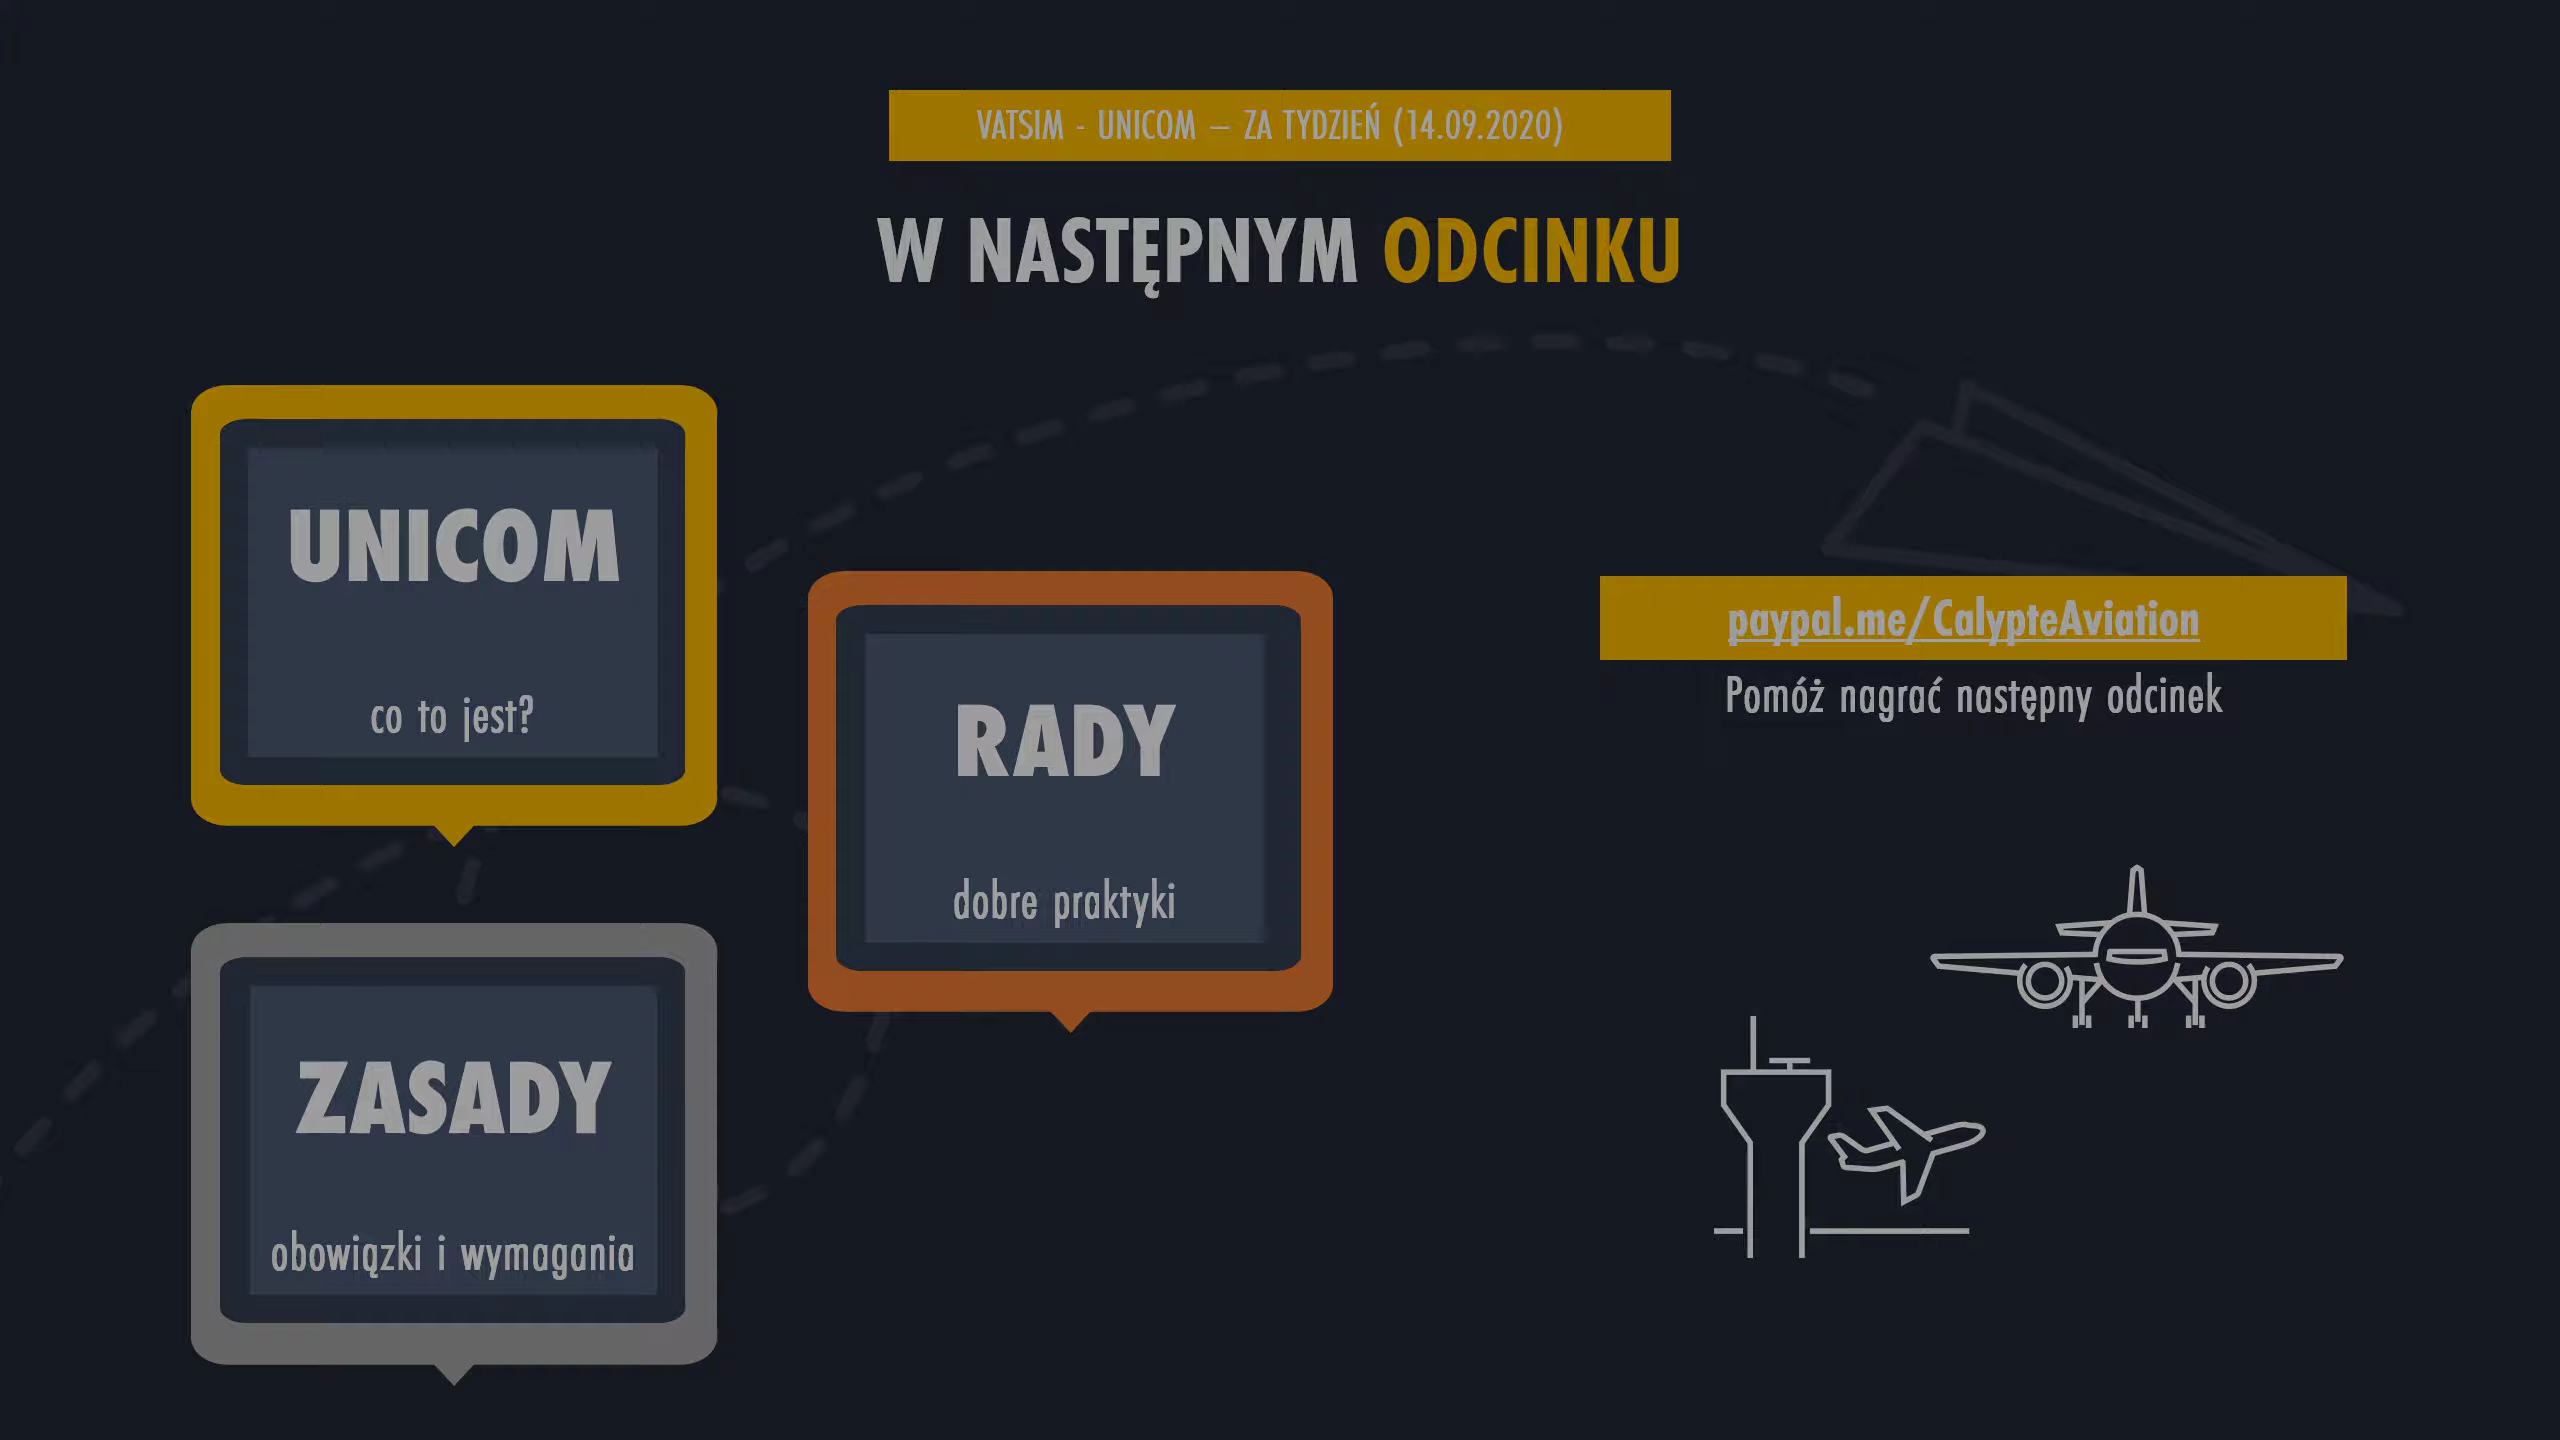 VATSIM - UNICOM – ZA TYDZIEŃ (14.09.2020)
W NASTĘPNYM ODCINKU
UNICOM
co to jest?
RADY
dobre praktyki
ZASADY
obowiązki i wymagania
paypal.me/CalypteAviation
Pomóż nagrać następny odcinek